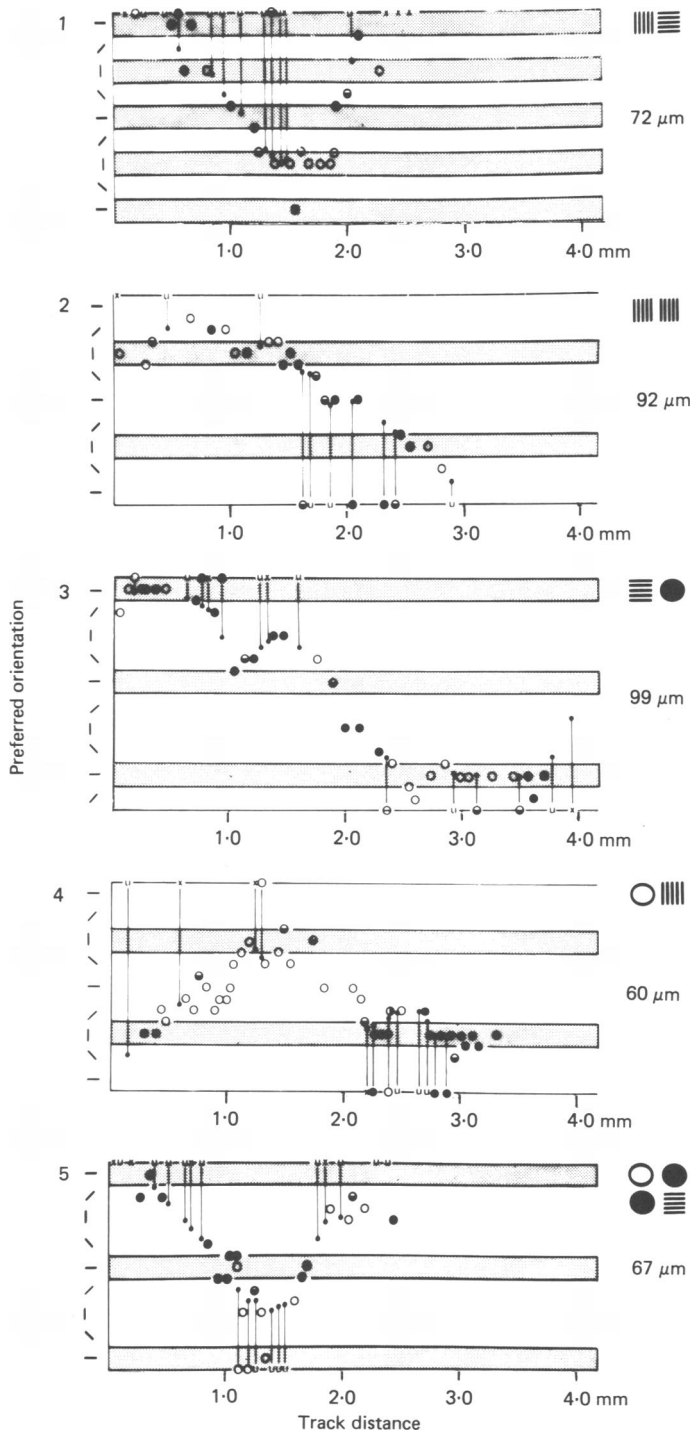 1
72 μm
1·0 2·0 3·0 4·0 mm
2
92 μm
1·0 2·0 3·0 4·0 mm
3
99 μm
1·0 2·0 3·0 4·0 mm
Preferred orientation
4
60 μm
1·0 2·0 3·0 4·0 mm
5
67 μm
1·0 2·0 3·0 4·0 mm
Track distance